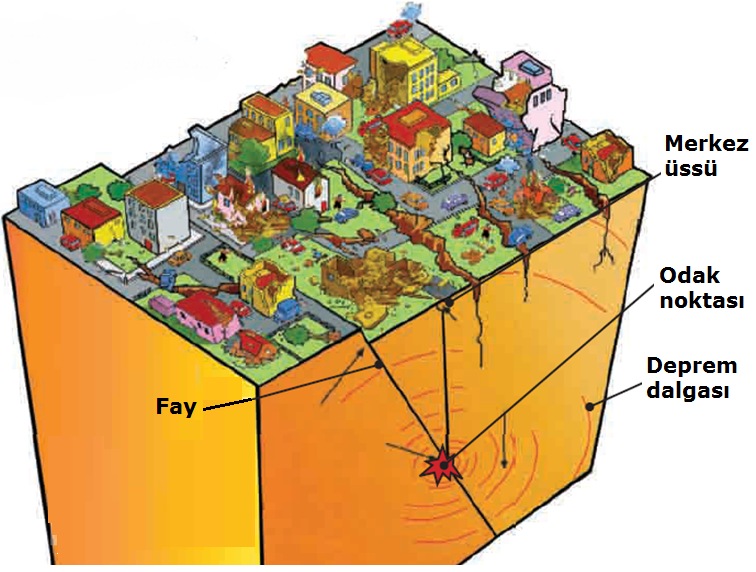 Merkez
üssü
Odak
noktası
Deprem
dalgası
Fay